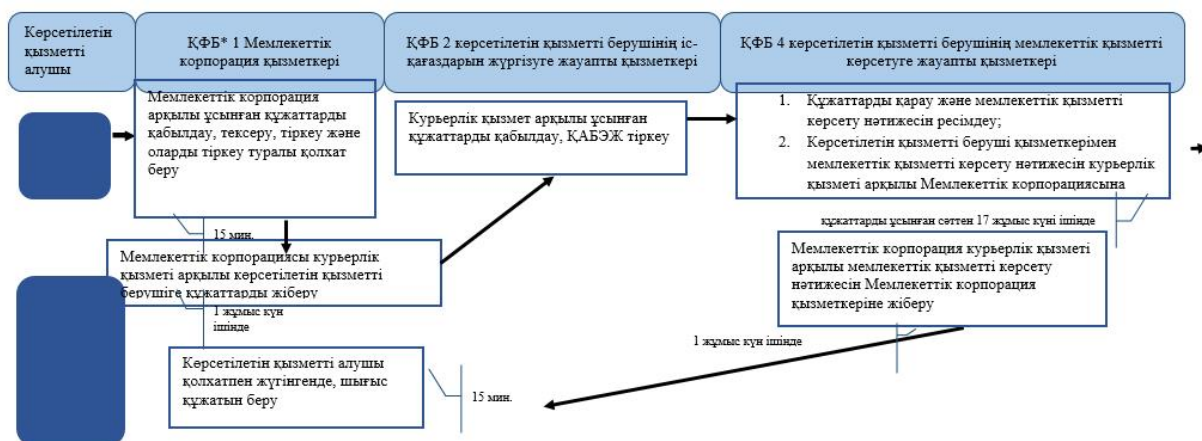 Көрсетілетін
қызметті
алушы
ҚФБ* 1 Мемлекеттік
корпорация қызметкері
ҚФБ 2 көрсетілетін қызметті берушінің іс-
қағаздарын жүргізуге жауапты қызметкері
ҚФБ 4 көрсетілетін қызметті берушінің мемлекеттік қызметті
көрсетуге жауапты қызметкері
Мемлекеттік корпорация
арқылы ұсынған құжаттарды
қабылдау, тексеру, тіркеу және
оларды тіркеу туралы қолхат
беру
Курьерлік қызмет арқылы ұсынған
құжаттарды қабылдау, ҚАБЭЖ тіркеу
1. Құжаттарды қарау және мемлекеттік қызметті
көрсету нәтижесін ресімдеу;
2. Көрсетілетін қызметті беруші қызметкерімен
мемлекеттік қызметті көрсету нәтижесін курьерлік
қызметі арқылы Мемлекеттік корпорациясына
15 мин.
құжаттарды ұсынған сәттен 17 жұмыс күні ішінде
Мемлекеттік корпорациясы курьерлік
қызметі арқылы көрсетілетін қызметті
берушіге құжаттарды жіберу
Мемлекеттік корпорация курьерлік қызметі
арқылы мемлекеттік қызметті көрсету
нәтижесін Мемлекеттік корпорация
қызметкеріне жіберу
1 жұмыс күн
ішінде
1 жұмыс күн ішінде
Көрсетілетін қызметті алушы
қолхатпен жүгінгенде, шығыс
құжатын беру
15 мин.